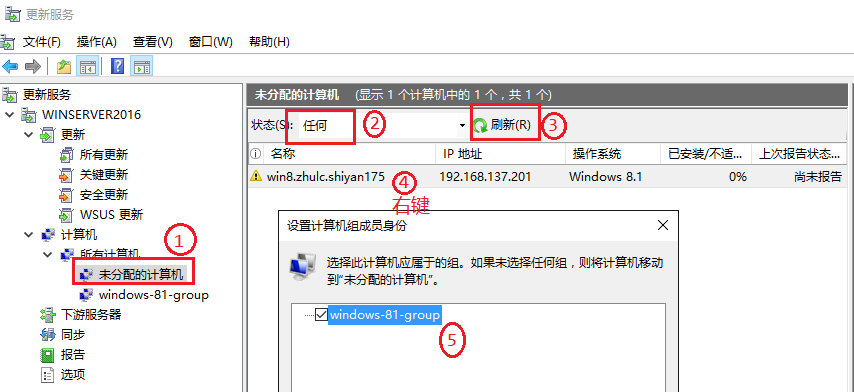 更新服务
文件(F) 操作(A) 查看(V) 窗口(W) 帮助(H)
更新服务
WINSERVER2016
更新
所有更新
关键更新
安全更新
WSUS 更新
计算机
①
所有计算机
未分配的计算机
windows-81-group
下游服务器
同步
报告
选项
未分配的计算机 (显示 1 个计算机中的 1 个，共 1 个)
状态(S): 任何 ② 刷新(R) ③
名称 IP 地址 操作系统 已安装/不适... 上次报告状态...
win8.zhulc.shiyan175 ④ 192.168.137.201 Windows 8.1 0% 尚未报告
右键
设置计算机组成员身份
选择此计算机应属于的组。如果未选择任何组，则将计算机移动
到“未分配的计算机”。
windows-81-group
⑤